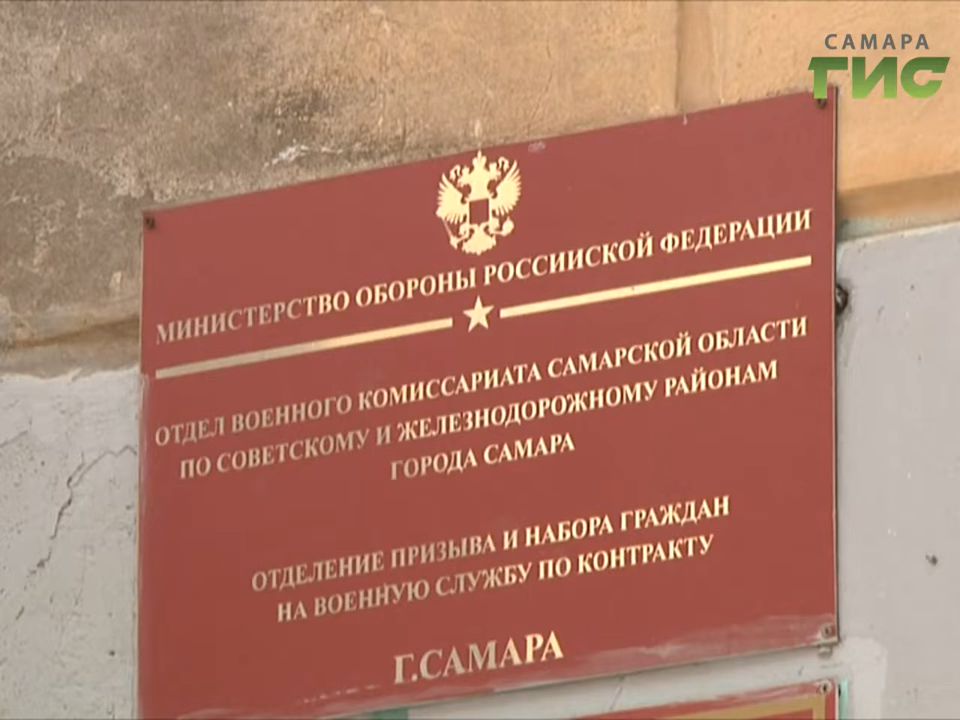 САМАРА
ГИС
МИНИСТЕРСТВО ОБОРОНЫ РОССИЙСКОЙ ФЕДЕРАЦИИ
ОТДЕЛ ВОЕННОГО КОМИССАРИАТА САМАРСКОЙ ОБЛАСТИ
ПО СОВЕТСКОМУ И ЖЕЛЕЗНОДОРОЖНОМУ РАЙОНАМ
ГОРОДА САМАРА
ОТДЕЛЕНИЕ ПРИЗЫВА И НАБОРА ГРАЖДАН
НА ВОЕННУЮ СЛУЖБУ ПО КОНТРАКТУ
Г.САМАРА